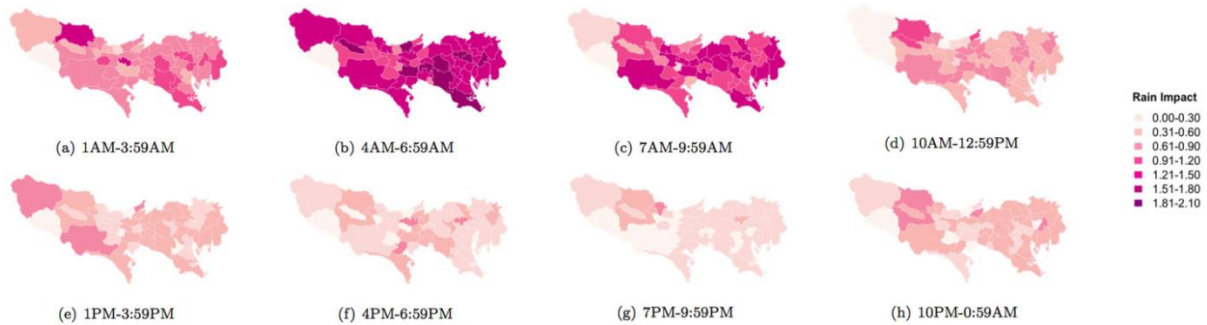 (a) 1AM-3:59AM
(b) 4AM-6:59AM
(c) 7AM-9:59AM
(d) 10AM-12:59PM
Rain Impact
0.00-0.30
0.31-0.60
0.61-0.90
0.91-1.20
1.21-1.50
1.51-1.80
1.81-2.10
(e) 1PM-3:59PM
(f) 4PM-6:59PM
(g) 7PM-9:59PM
(h) 10PM-0:59AM